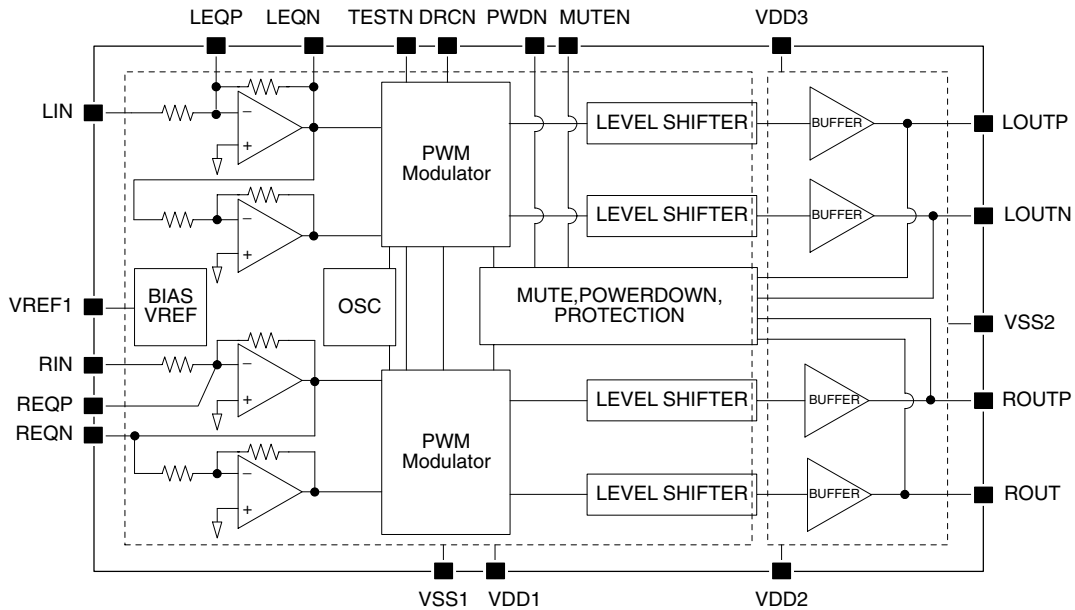 LEQP LEQN TESTN DRCN PWDN MUTEN VDD3
LIN
−
+
PWM
Modulator
LEVEL SHIFTER
BUFFER
LOUTP
−
+
LEVEL SHIFTER
BUFFER
LOUTN
VREF1
BIAS
VREF
OSC
MUTE,POWERDOWN,
PROTECTION
VSS2
RIN
−
+
REQP
REQN
PWM
Modulator
LEVEL SHIFTER
BUFFER
ROUTP
−
+
LEVEL SHIFTER
BUFFER
ROUT
VSS1 VDD1 VDD2